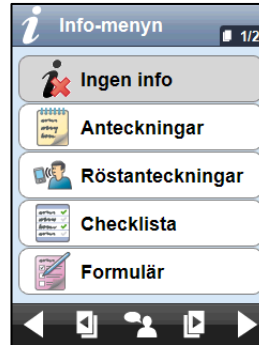 Info-menyn
1/2
Ingen info
Anteckningar
Röstanteckningar
Checklista
Formulär